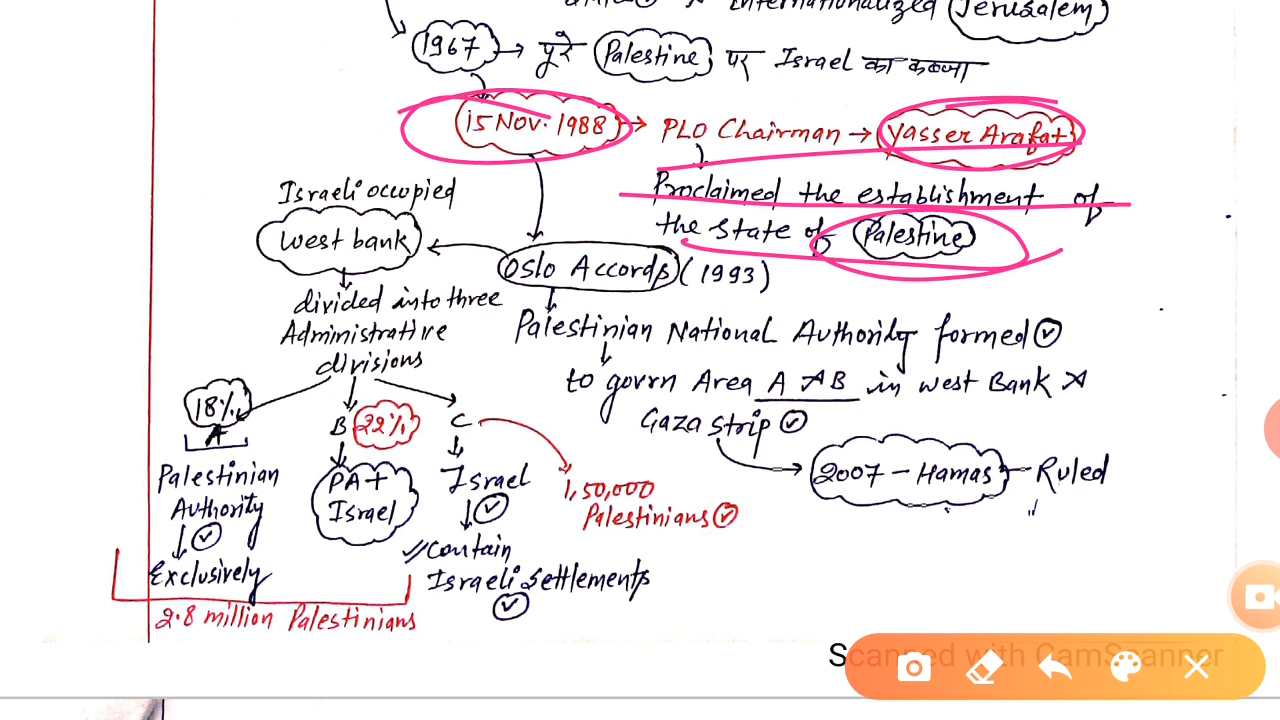 Internationalized Jerusalem)
1967 → पूरे Palestine पर Israel का कब्जा
15 Nov. 1988 → PLO Chairman → Yasser Arafat
Proclaimed the establishment of
the state of Palestine
Israeli occupied
West bank
Oslo Accords (1993)
divided into three
Administrative
divisions
Palestinian National Authority formed
to govrn Area A & B in West Bank &
Gaza strip
2007 - Hamas - Ruled
18%
A
B 22%
C
Palestinian
Authority
Exclusively
PA+
Israel
Israel
Contain
Israeli Settlements
1,50,000
Palestinians
2.8 million Palestinians
Scanned with CamScanner